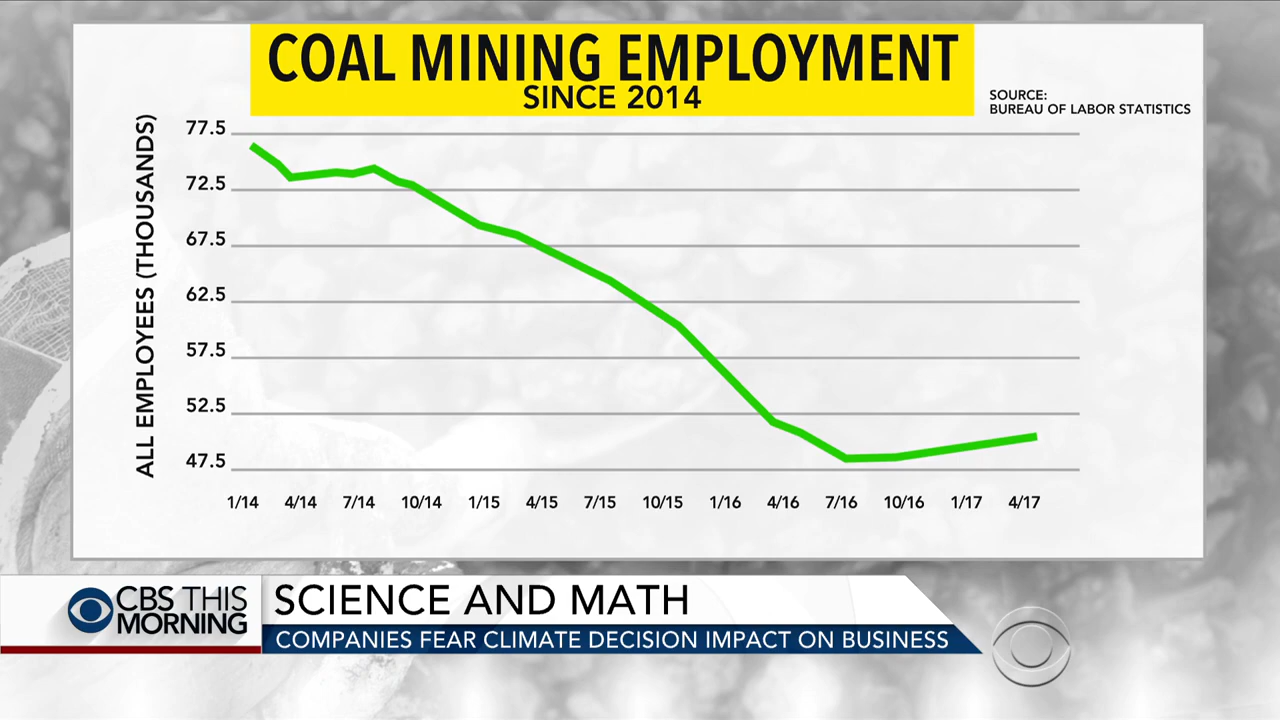 COAL MINING EMPLOYMENT
SINCE 2014
SOURCE:
BUREAU OF LABOR STATISTICS
ALL EMPLOYEES (THOUSANDS)
77.5
72.5
67.5
62.5
57.5
52.5
47.5
1/14 4/14 7/14 10/14 1/15 4/15 7/15 10/15 1/16 4/16 7/16 10/16 1/17 4/17
CBS THIS
MORNING
SCIENCE AND MATH
COMPANIES FEAR CLIMATE DECISION IMPACT ON BUSINESS